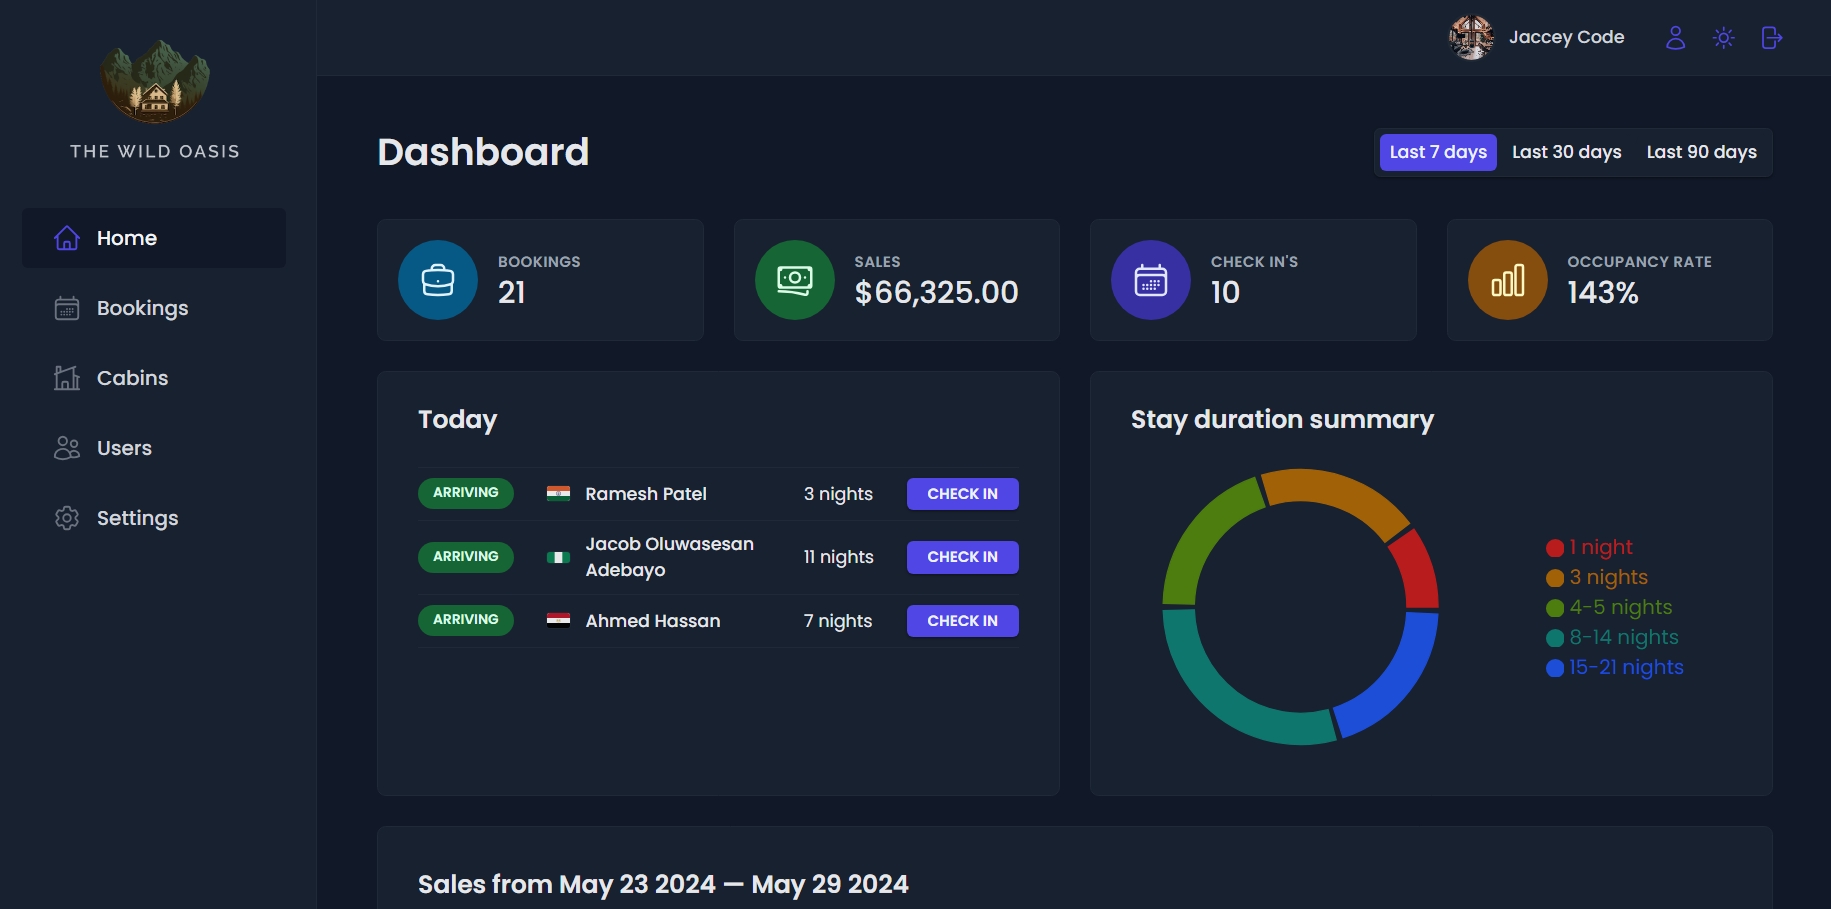 THE WILD OASIS
Home
Bookings
Cabins
Users
Settings
Jaccey Code
Dashboard
Last 7 days
Last 30 days
Last 90 days
BOOKINGS
21
SALES
$66,325.00
CHECK IN'S
10
OCCUPANCY RATE
143%
Today
ARRIVING
Ramesh Patel
3 nights
CHECK IN
ARRIVING
Jacob Oluwasesan
Adebayo
11 nights
CHECK IN
ARRIVING
Ahmed Hassan
7 nights
CHECK IN
Stay duration summary
1 night
3 nights
4-5 nights
8-14 nights
15-21 nights
Sales from May 23 2024 — May 29 2024